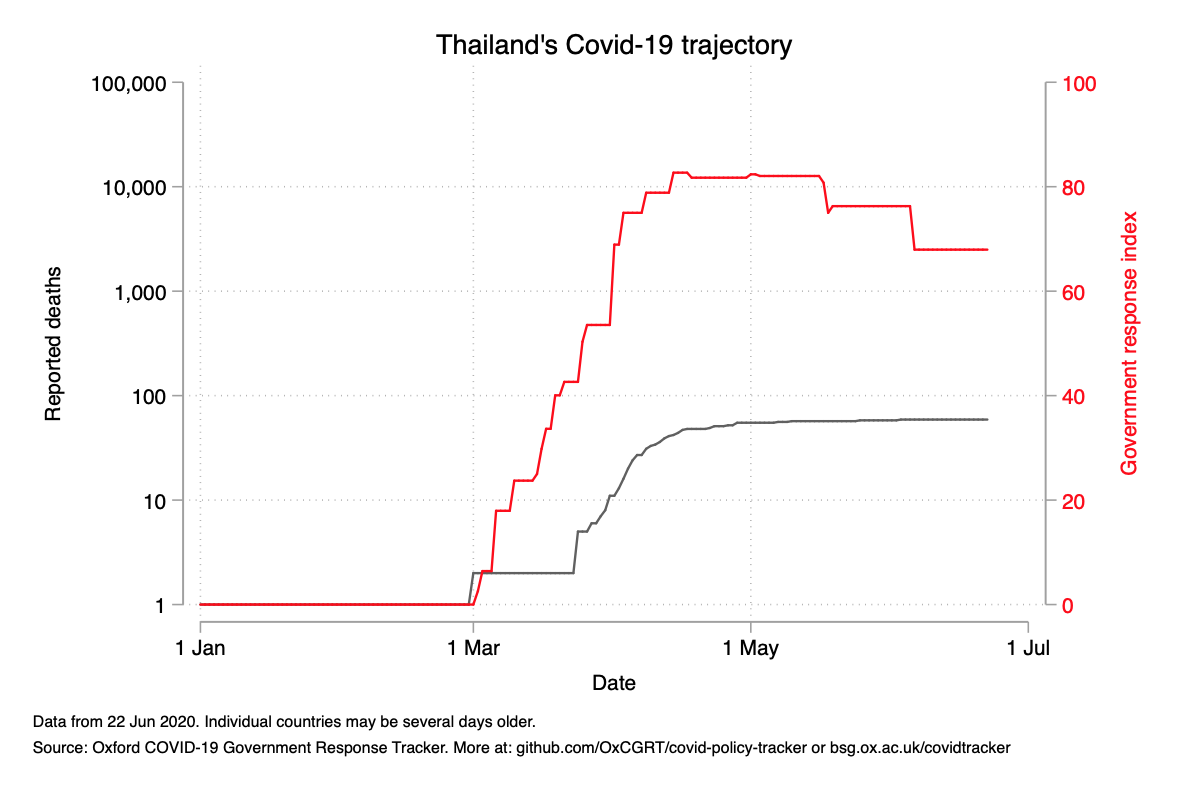 Thailand's Covid-19 trajectory
100,000
10,000
1,000
100
10
1
Reported deaths
100
80
60
40
20
0
Government response index
1 Jan
1 Mar
1 May
1 Jul
Date
Data from 22 Jun 2020. Individual countries may be several days older.
Source: Oxford COVID-19 Government Response Tracker. More at: github.com/OxCGRT/covid-policy-tracker or bsg.ox.ac.uk/covidtracker